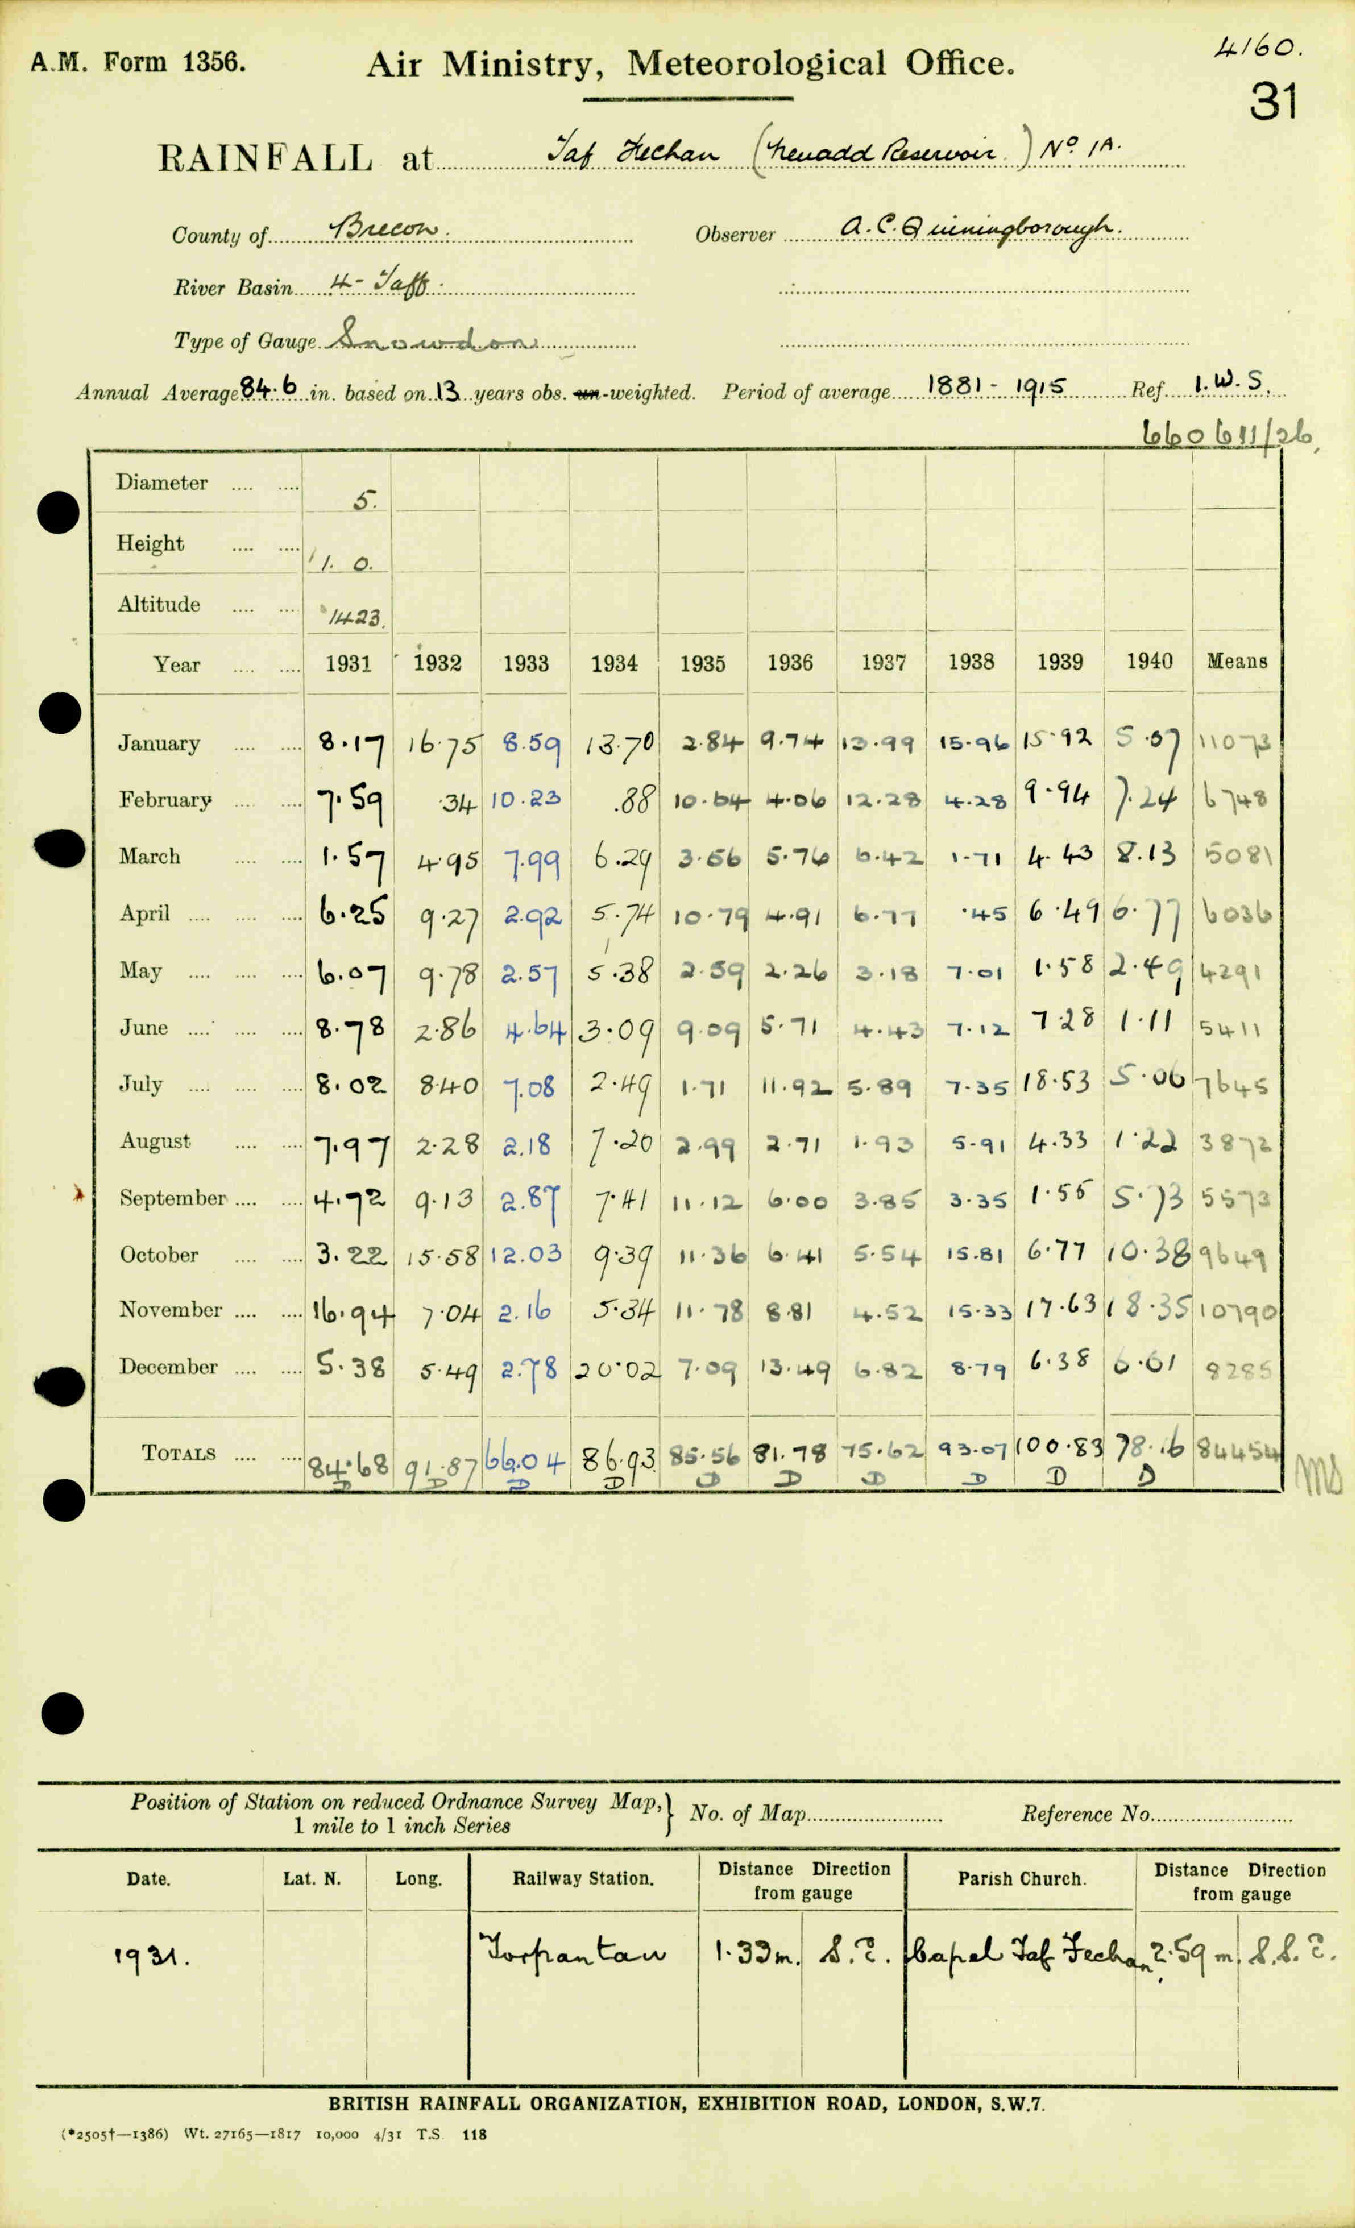 A.M. Form 1356. Air Ministry, Meteorological Office. 4160.
31
RAINFALL at Taf Fechan (Neuadd Reservoir) No 1A.
County of Brecon. Observer A. C. Quiningborough.
River Basin 4 - Taff.
Type of Gauge Snowdon
Annual Average 84.6 in. based on 13 years obs. un-weighted. Period of average 1881 - 1915 Ref. I.W.S.
660 611/26,
Diameter 5.
Height 1. 0.
Altitude 1423.
Year 1931 1932 1933 1934 1935 1936 1937 1938 1939 1940 Means
January 8.17 16.75 8.59 13.70 2.84 9.74 13.99 15.96 15.92 5.07 11073
February 7.59 .34 10.23 .88 10.64 4.06 12.28 4.28 9.94 7.24 6748
March 1.57 4.95 7.99 6.29 3.56 5.76 6.42 1.71 4.43 8.13 5081
April 6.25 9.27 2.92 5.74 10.79 4.91 6.77 .45 6.49 6.77 6036
May 6.07 9.78 2.57 5.38 2.59 2.26 3.18 7.01 1.58 2.49 4291
June 8.78 2.86 4.64 3.09 9.09 5.71 4.43 7.12 7.28 1.11 5411
July 8.02 8.40 7.08 2.49 1.71 11.92 5.89 7.35 18.53 5.06 7645
August 7.97 2.28 2.18 7.20 2.99 2.71 1.93 5.91 4.33 1.22 3872
September 4.72 9.13 2.87 7.41 11.12 6.00 3.85 3.35 1.55 5.73 5573
October 3.22 15.58 12.03 9.39 11.36 6.41 5.54 15.81 6.77 10.38 9649
November 16.94 7.04 2.16 5.34 11.78 8.81 4.52 15.33 17.63 18.35 10790
December 5.38 5.49 2.78 20.02 7.09 13.49 6.82 8.79 6.38 6.61 8285
TOTALS 84.68 91.87 66.04 86.93 85.56 81.78 75.62 93.07 100.83 78.16 84454
D D D D D D D D D D MS
Position of Station on reduced Ordnance Survey Map, } No. of Map Reference No.
1 mile to 1 inch Series
Date. Lat. N. Long. Railway Station. Distance Direction from gauge Parish Church. Distance Direction from gauge
1931. Torpantau 1.33 m. S.E. Capel Taf Fechan, 2.59 m. S.S.E.
BRITISH RAINFALL ORGANIZATION, EXHIBITION ROAD, LONDON, S.W.7.
(*2505†—1386) Wt. 27165—1817 10,000 4/31 T.S. 118